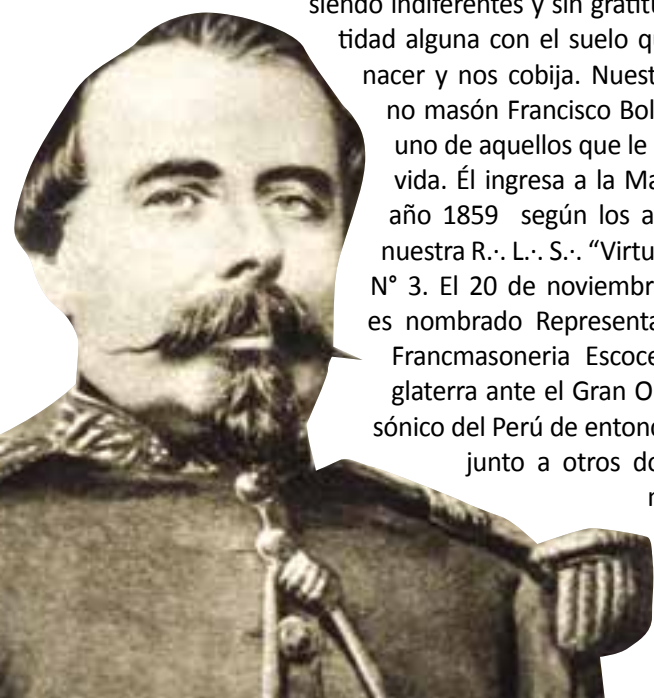 siendo indiferentes y sin gratitu
tidad alguna con el suelo q
nacer y nos cobija. Nuest
no masón Francisco Bol
uno de aquellos que le
vida. Él ingresa a la Ma
año 1859 según los a
nuestra R.·. L.·. S.·. “Virtu
N° 3. El 20 de noviembr
es nombrado Representa
Francmasoneria Escoce
glaterra ante el Gran O
sónico del Perú de entonc
junto a otros do